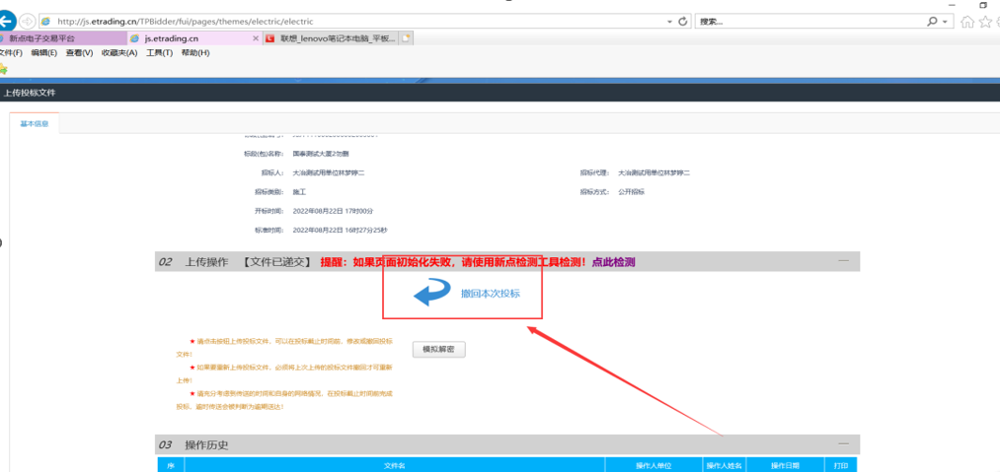 http://js.etrading.cn/TPBidder/fui/pages/themes/electric/electric
搜索...
新点电子交易平台
js.etrading.cn
联想_lenovo笔记本电脑_平板...
文件(F) 编辑(E) 查看(V) 收藏夹(A) 工具(T) 帮助(H)
上传投标文件
基本信息
标段(包)名称: 国泰测试大厦2勿删
招标人: 大治测试用单位林梦婷二
招标代理: 大治测试用单位林梦婷二
招标类别: 施工
招标方式: 公开招标
开标时间: 2022年08月22日 17时00分
标准时间: 2022年08月22日 16时27分25秒
02 上传操作 【文件已递交】 提醒：如果页面初始化失败，请使用新点检测工具检测！点此检测
撤回本次投标
★ 请点击按钮上传投标文件，可以在投标截止时间前，修改或撤回投标
文件！
★ 如果要重新上传投标文件，必须将上次上传的投标文件撤回才可重新
上传！
★ 请充分考虑到传送的时间和自身的网络情况，在投标截止时间前完成
投标，逾时传送会被判断为逾期送达！
模拟解密
03 操作历史
序 文件名 操作人单位 操作人姓名 操作日期 打印